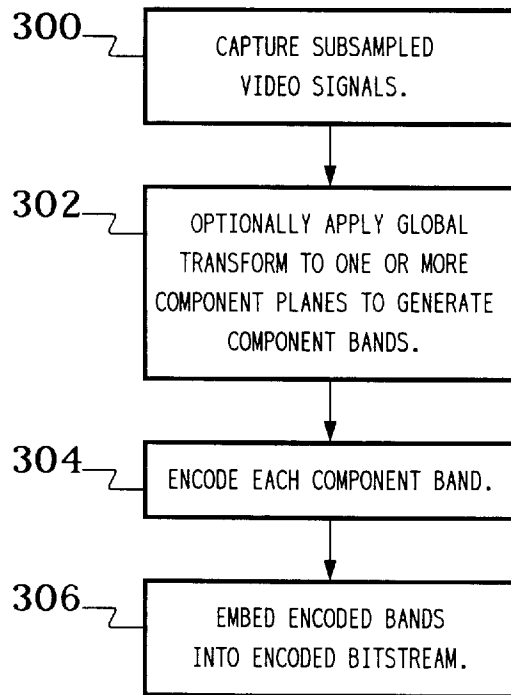 300
CAPTURE SUBSAMPLED
VIDEO SIGNALS.
302
OPTIONALLY APPLY GLOBAL
TRANSFORM TO ONE OR MORE
COMPONENT PLANES TO GENERATE
COMPONENT BANDS.
304
ENCODE EACH COMPONENT BAND.
306
EMBED ENCODED BANDS
INTO ENCODED BITSTREAM.